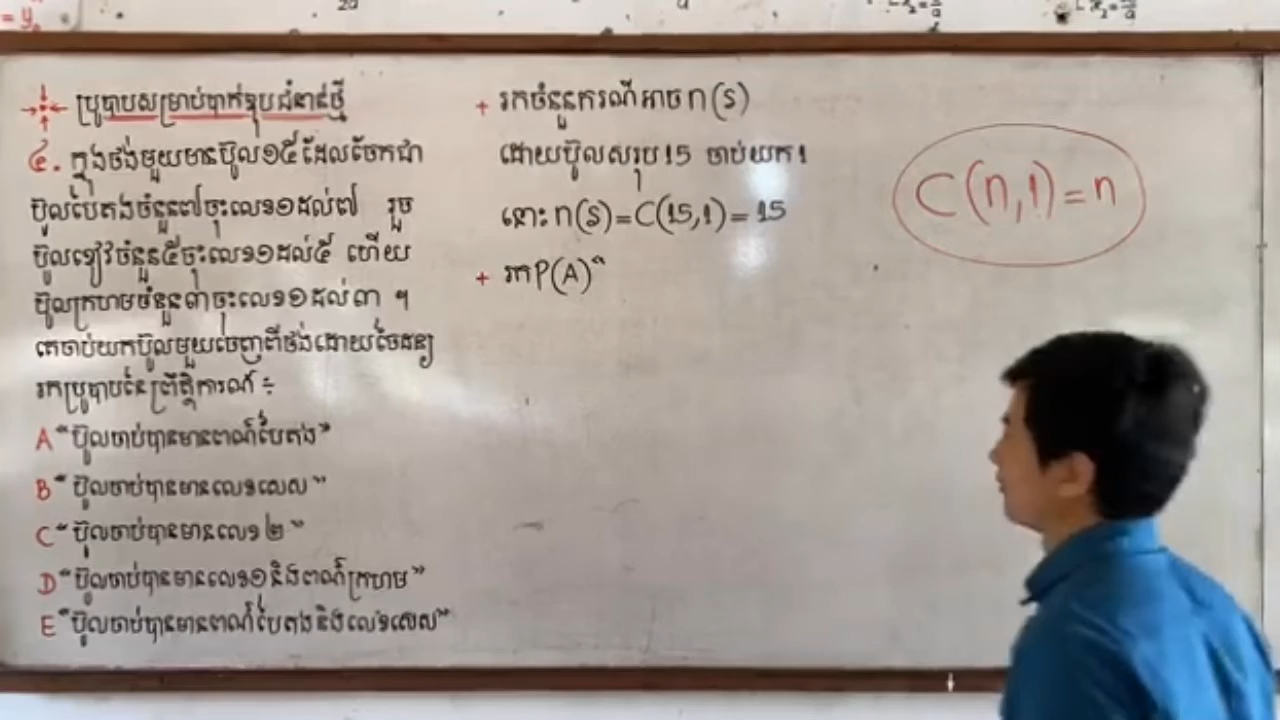 = y₀
2a
a
x₂ = a
x₂ = a
ប្រូបាបសម្រាប់បាក់ឌុបជំនាន់ថ្មី
៤. ក្នុងថង់មួយមានប៊ូល១៥ដែលចែកជា
ប៊ូលបៃតងចំនួន៧ចុះលេខ១ដល់៧ រួច
ប៊ូលខៀវចំនួន៥ចុះលេខ១ដល់៥ ហើយ
ប៊ូលក្រហមចំនួន៣ចុះលេខ១ដល់៣ ។
គេចាប់យកប៊ូលមួយចេញពីថង់ដោយចៃដន្យ
រកប្រូបាបនៃព្រឹត្តិការណ៍ ÷
A "ប៊ូលចាប់បានមានពណ៌បៃតង"
B "ប៊ូលចាប់បានមានលេខសេស"
C "ប៊ូលចាប់បានមានលេខ ២"
D "ប៊ូលចាប់បានមានលេខ១និងពណ៌ក្រហម"
E "ប៊ូលចាប់បានមានពណ៌បៃតងនិងលេខសេស"
+ រកចំនួនករណីអាច n(S)
ដោយប៊ូលសរុប 15 ចាប់យក 1
នោះ n(S) = C(15,1) = 15
+ រក P(A)"
C(n,1) = n